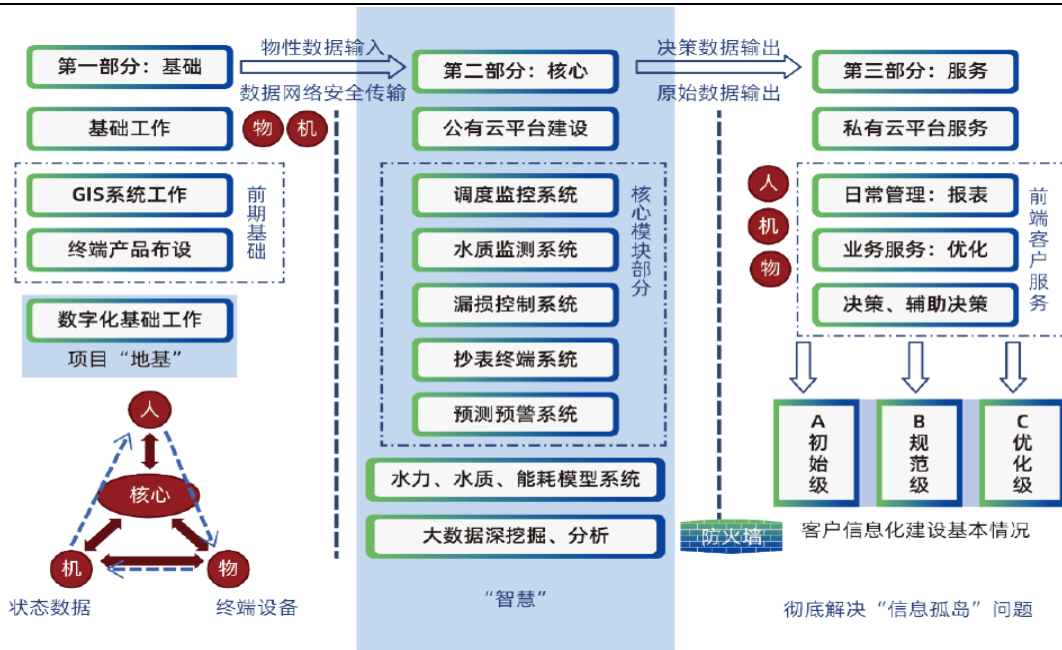 第一部分：基础
物性数据输入
数据网络安全传输
基础工作
物
机
GIS系统工作
终端产品布设
前期基础
数字化基础工作
项目“地基”
人
核心
机
物
状态数据
终端设备
第二部分：核心
公有云平台建设
调度监控系统
水质监测系统
漏损控制系统
抄表终端系统
预测预警系统
核心模块部分
水力、水质、能耗模型系统
大数据深挖掘、分析
“智慧”
决策数据输出
原始数据输出
防火墙
第三部分：服务
私有云平台服务
人
机
物
日常管理：报表
业务服务：优化
决策、辅助决策
前端客户服务
A初始级
B规范级
C优化级
客户信息化建设基本情况
彻底解决“信息孤岛”问题